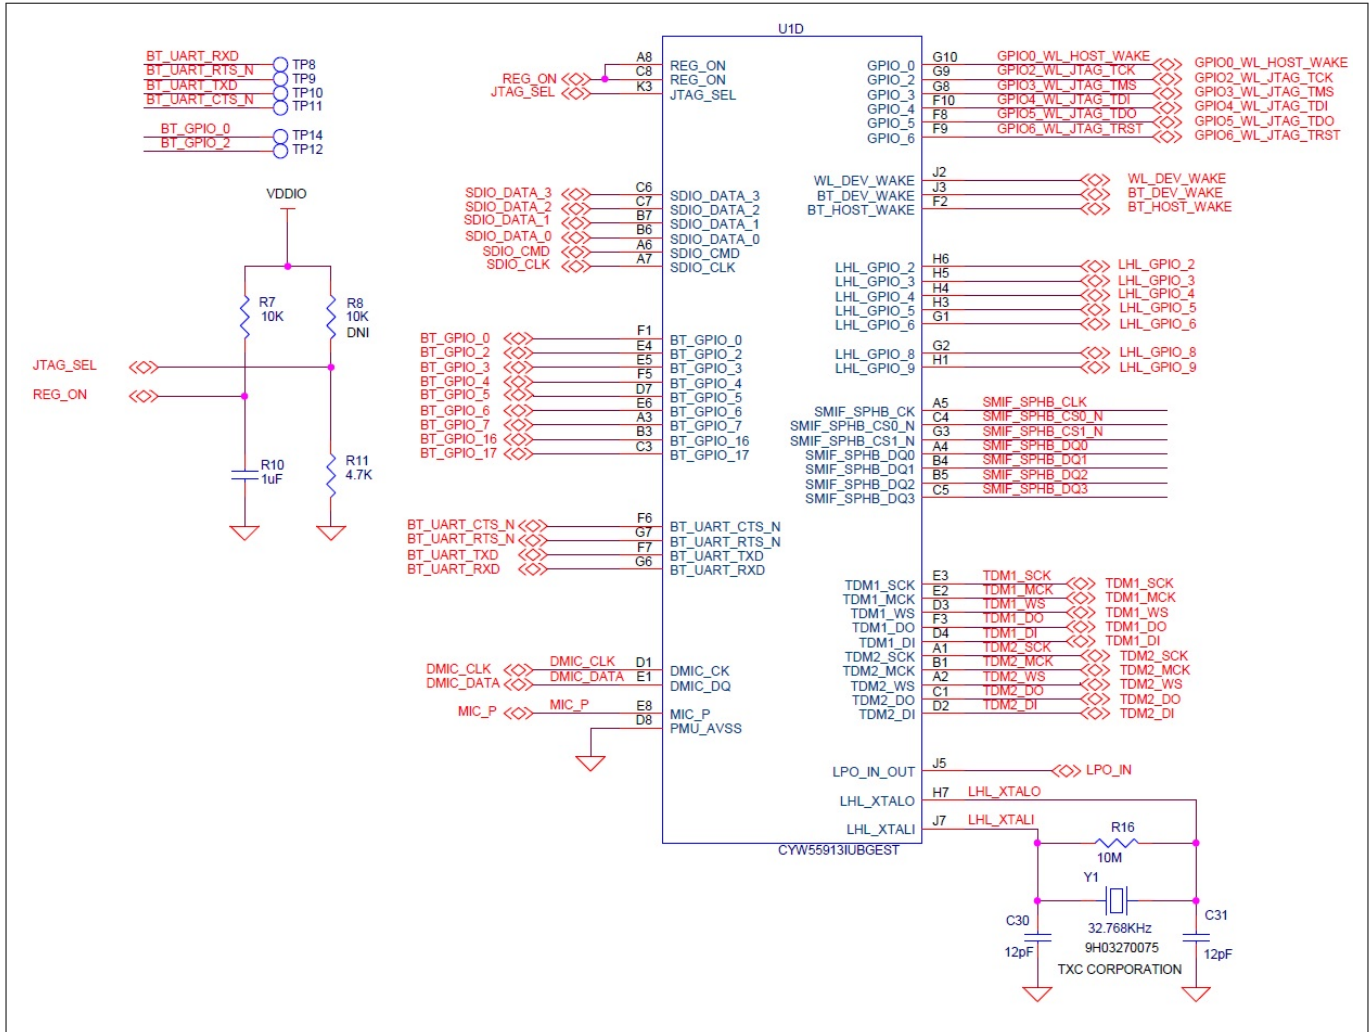 U1D
BT_UART_RXD TP8
BT_UART_RTS_N TP9
BT_UART_TXD TP10
BT_UART_CTS_N TP11
BT_GPIO_0 TP14
BT_GPIO_2 TP12
VDDIO
R7
10K
R8
10K
DNI
JTAG_SEL
REG_ON
R10
1uF
R11
4.7K
REG_ON A8 REG_ON
C8 REG_ON
JTAG_SEL K3 JTAG_SEL
SDIO_DATA_3 C6 SDIO_DATA_3
SDIO_DATA_2 C7 SDIO_DATA_2
SDIO_DATA_1 B7 SDIO_DATA_1
SDIO_DATA_0 B6 SDIO_DATA_0
SDIO_CMD A6 SDIO_CMD
SDIO_CLK A7 SDIO_CLK
BT_GPIO_0 F1 BT_GPIO_0
BT_GPIO_2 E4 BT_GPIO_2
BT_GPIO_3 E5 BT_GPIO_3
BT_GPIO_4 F5 BT_GPIO_4
BT_GPIO_5 D7 BT_GPIO_5
BT_GPIO_6 E6 BT_GPIO_6
BT_GPIO_7 A3 BT_GPIO_7
BT_GPIO_16 B3 BT_GPIO_16
BT_GPIO_17 C3 BT_GPIO_17
BT_UART_CTS_N F6 BT_UART_CTS_N
BT_UART_RTS_N G7 BT_UART_RTS_N
BT_UART_TXD F7 BT_UART_TXD
BT_UART_RXD G6 BT_UART_RXD
DMIC_CLK DMIC_CLK D1 DMIC_CK
DMIC_DATA DMIC_DATA E1 DMIC_DQ
MIC_P MIC_P E8 MIC_P
D8 PMU_AVSS
GPIO_0 G10 GPIO0_WL_HOST_WAKE GPIO0_WL_HOST_WAKE
GPIO_2 G9 GPIO2_WL_JTAG_TCK GPIO2_WL_JTAG_TCK
GPIO_3 G8 GPIO3_WL_JTAG_TMS GPIO3_WL_JTAG_TMS
GPIO_4 F10 GPIO4_WL_JTAG_TDI GPIO4_WL_JTAG_TDI
GPIO_5 F8 GPIO5_WL_JTAG_TDO GPIO5_WL_JTAG_TDO
GPIO_6 F9 GPIO6_WL_JTAG_TRST GPIO6_WL_JTAG_TRST
WL_DEV_WAKE J2 WL_DEV_WAKE
BT_DEV_WAKE J3 BT_DEV_WAKE
BT_HOST_WAKE F2 BT_HOST_WAKE
LHL_GPIO_2 H6 LHL_GPIO_2
LHL_GPIO_3 H5 LHL_GPIO_3
LHL_GPIO_4 H4 LHL_GPIO_4
LHL_GPIO_5 H3 LHL_GPIO_5
LHL_GPIO_6 G1 LHL_GPIO_6
LHL_GPIO_8 G2 LHL_GPIO_8
LHL_GPIO_9 H1 LHL_GPIO_9
SMIF_SPHB_CK A5 SMIF_SPHB_CLK
SMIF_SPHB_CS0_N C4 SMIF_SPHB_CS0_N
SMIF_SPHB_CS1_N G3 SMIF_SPHB_CS1_N
SMIF_SPHB_DQ0 A4 SMIF_SPHB_DQ0
SMIF_SPHB_DQ1 B4 SMIF_SPHB_DQ1
SMIF_SPHB_DQ2 B5 SMIF_SPHB_DQ2
SMIF_SPHB_DQ3 C5 SMIF_SPHB_DQ3
TDM1_SCK E3 TDM1_SCK TDM1_SCK
TDM1_MCK E2 TDM1_MCK TDM1_MCK
TDM1_WS D3 TDM1_WS TDM1_WS
TDM1_DO F3 TDM1_DO TDM1_DO
TDM1_DI D4 TDM1_DI TDM1_DI
TDM2_SCK A1 TDM2_SCK TDM2_SCK
TDM2_MCK B1 TDM2_MCK TDM2_MCK
TDM2_WS A2 TDM2_WS TDM2_WS
TDM2_DO C1 TDM2_DO TDM2_DO
TDM2_DI D2 TDM2_DI TDM2_DI
LPO_IN_OUT J5 LPO_IN
LHL_XTALO H7 LHL_XTALO
LHL_XTALI J7 LHL_XTALI
CYW55913IUBGEST
R16
10M
Y1
32.768KHz
9H03270075
TXC CORPORATION
C30
12pF
C31
12pF